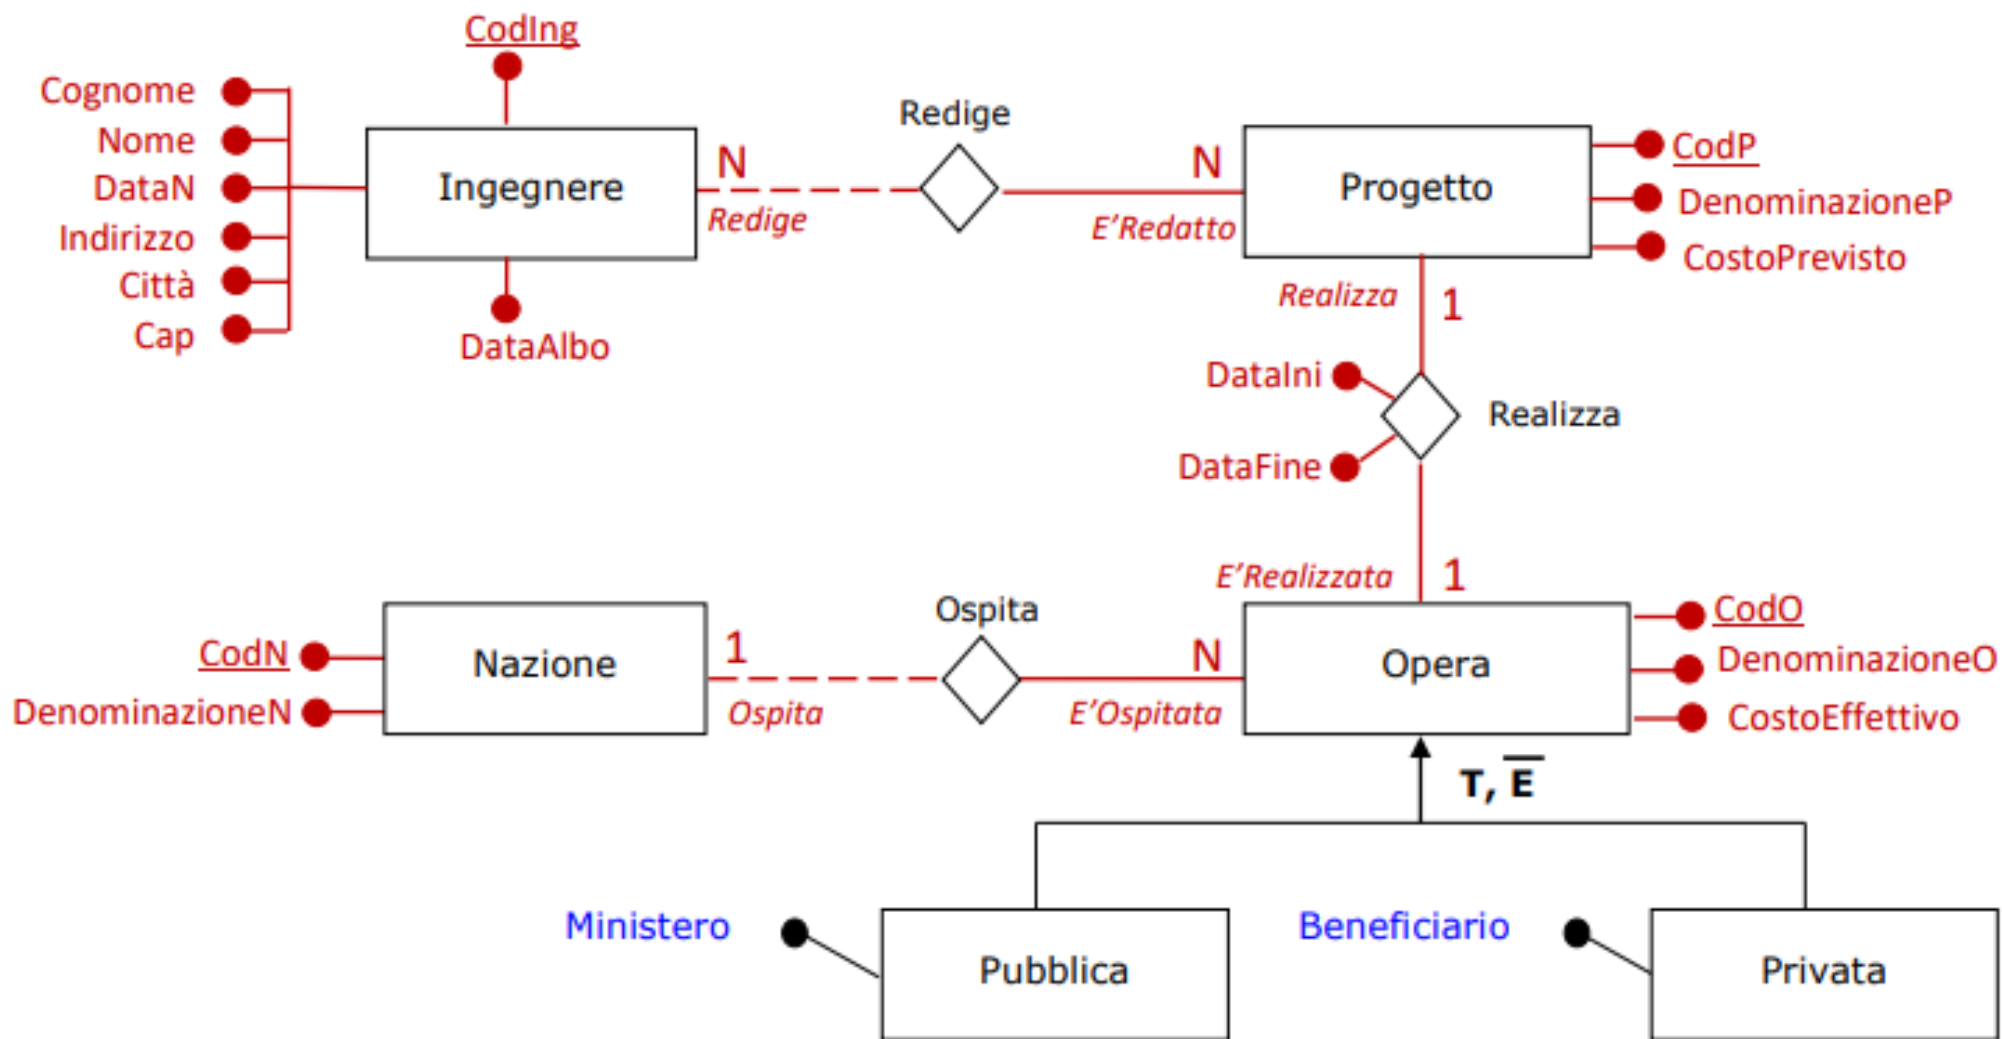 CodIng
Cognome
Nome
DataN
Indirizzo
Città
Cap
Ingegnere
DataAlbo
N
Redige
Redige
N
E'Redatto
Progetto
CodP
DenominazioneP
CostoPrevisto
Realizza
1
DataIni
DataFine
Realizza
E'Realizzata
1
CodN
DenominazioneN
Nazione
1
Ospita
Ospita
N
E'Ospitata
Opera
CodO
DenominazioneO
CostoEffettivo
T, E̅
Ministero
Pubblica
Beneficiario
Privata